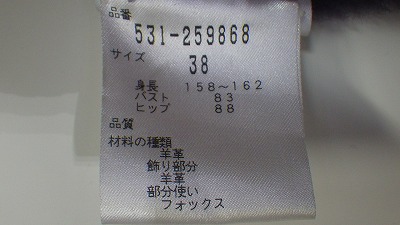 品番
531-259868
サイズ
38
身長 158～162
バスト 83
ヒップ 88
品質
材料の種類
羊革
飾り部分
羊革
部分使い
フォックス